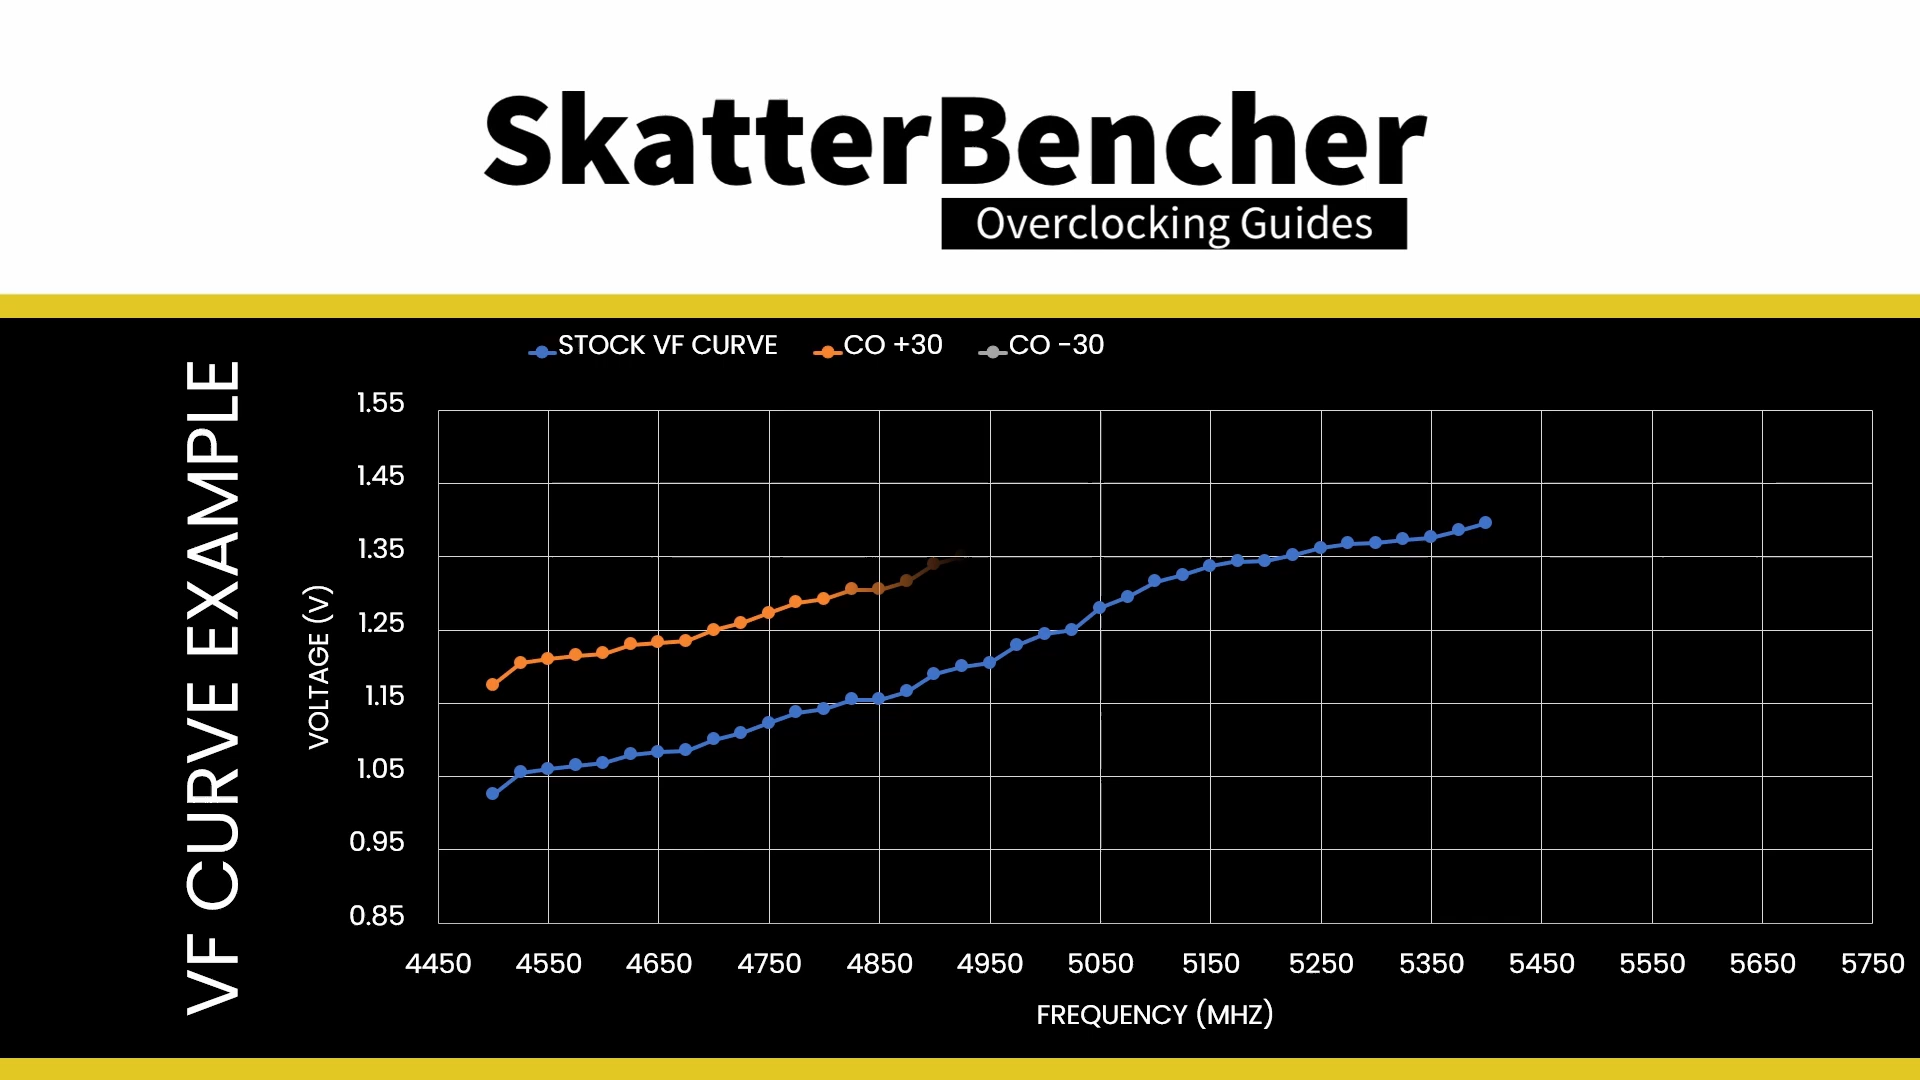 SkatterBencher
Overclocking Guides
STOCK VF CURVE CO +30 CO -30
VF CURVE EXAMPLE
VOLTAGE (V)
1.55
1.45
1.35
1.25
1.15
1.05
0.95
0.85
4450 4550 4650 4750 4850 4950 5050 5150 5250 5350 5450 5550 5650 5750
FREQUENCY (MHZ)